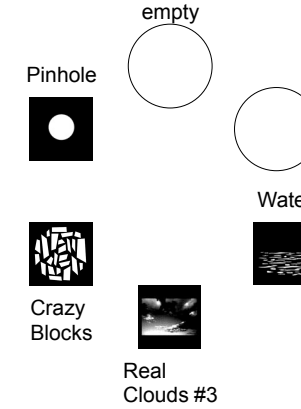 empty
Pinhole
Wate
Crazy
Blocks
Real
Clouds #3